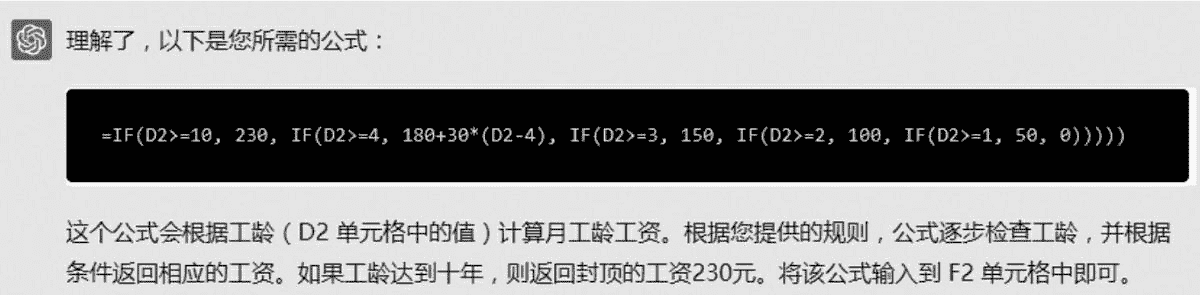 理解了，以下是您所需的公式：
=IF(D2>=10, 230, IF(D2>=4, 180+30*(D2-4), IF(D2>=3, 150, IF(D2>=2, 100, IF(D2>=1, 50, 0)))))
这个公式会根据工龄（D2 单元格中的值）计算月工龄工资。根据您提供的规则，公式逐步检查工龄，并根据
条件返回相应的工资。如果工龄达到十年，则返回封顶的工资230元。将该公式输入到 F2 单元格中即可。